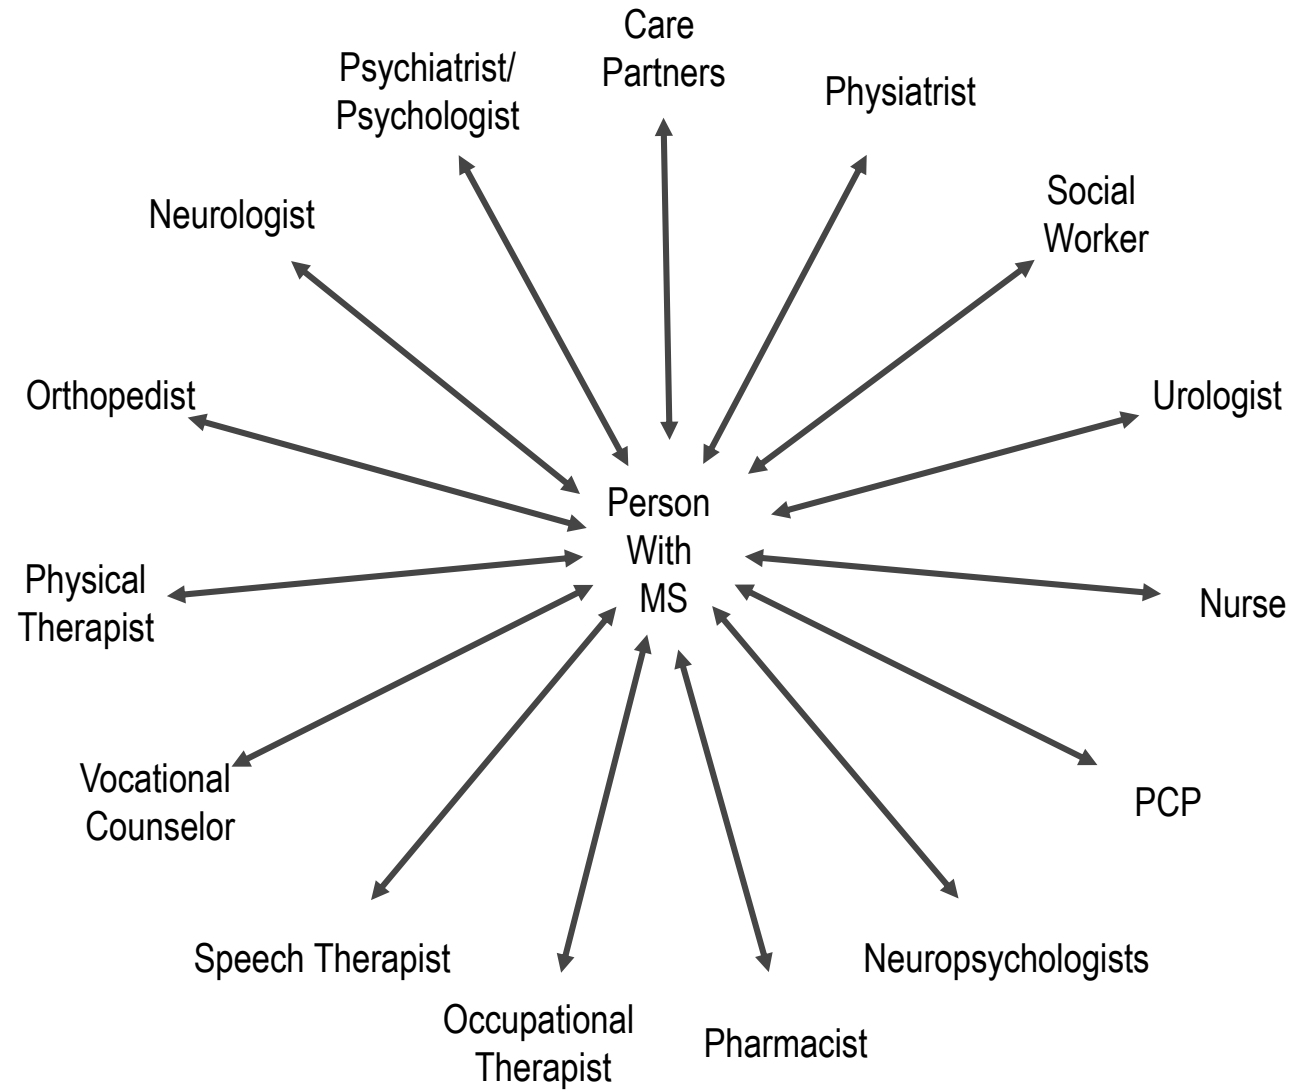 Care
Partners
Psychiatrist/
Psychologist
Physiatrist
Social
Worker
Neurologist
Orthopedist
Urologist
Person
With
MS
Physical
Therapist
Nurse
Vocational
Counselor
PCP
Speech Therapist
Neuropsychologists
Occupational
Therapist
Pharmacist